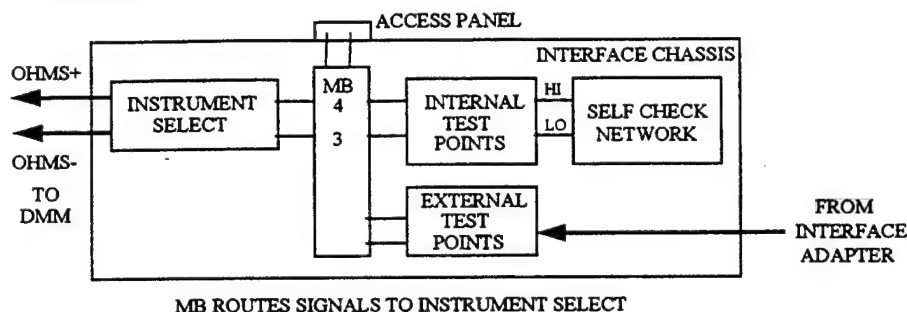 ACCESS PANEL
INTERFACE CHASSIS
OHMS+
INSTRUMENT
SELECT
MB
4
3
INTERNAL
TEST
POINTS
HI
LO
SELF CHECK
NETWORK
OHMS-
TO
DMM
EXTERNAL
TEST
POINTS
FROM
INTERFACE
ADAPTER
MB ROUTES SIGNALS TO INSTRUMENT SELECT